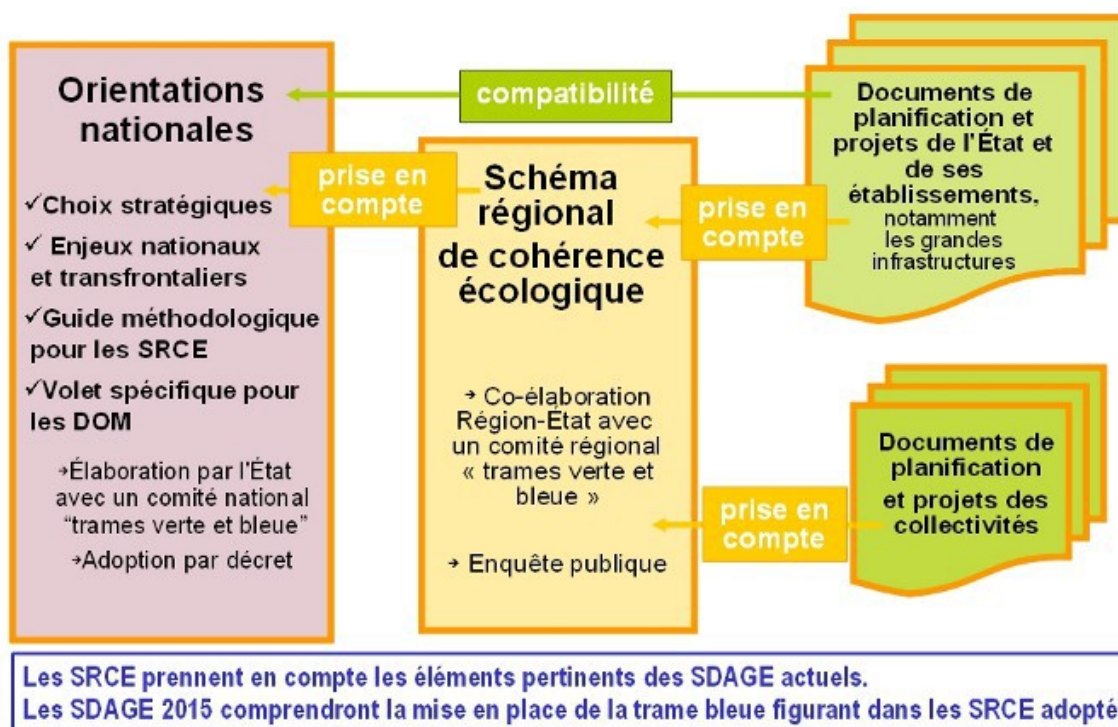 Orientations
nationales
✓Choix stratégiques
✓ Enjeux nationaux
et transfrontaliers
✓Guide méthodologique
pour les SRCE
✓Volet spécifique pour
les DOM
→Élaboration par l'État
avec un comité national
"trames verte et bleue"
→Adoption par décret
compatibilité
prise en
compte
Schéma
régional
de cohérence
écologique
→ Co-élaboration
Région-État avec
un comité régional
« trames verte et
bleue »
→ Enquête publique
prise en
compte
Documents de
planification et
projets de l'État et
de ses
établissements,
notamment
les grandes
infrastructures
prise en
compte
Documents de
planification
et projets des
collectivités
Les SRCE prennent en compte les éléments pertinents des SDAGE actuels.
Les SDAGE 2015 comprendront la mise en place de la trame bleue figurant dans les SRCE adopté